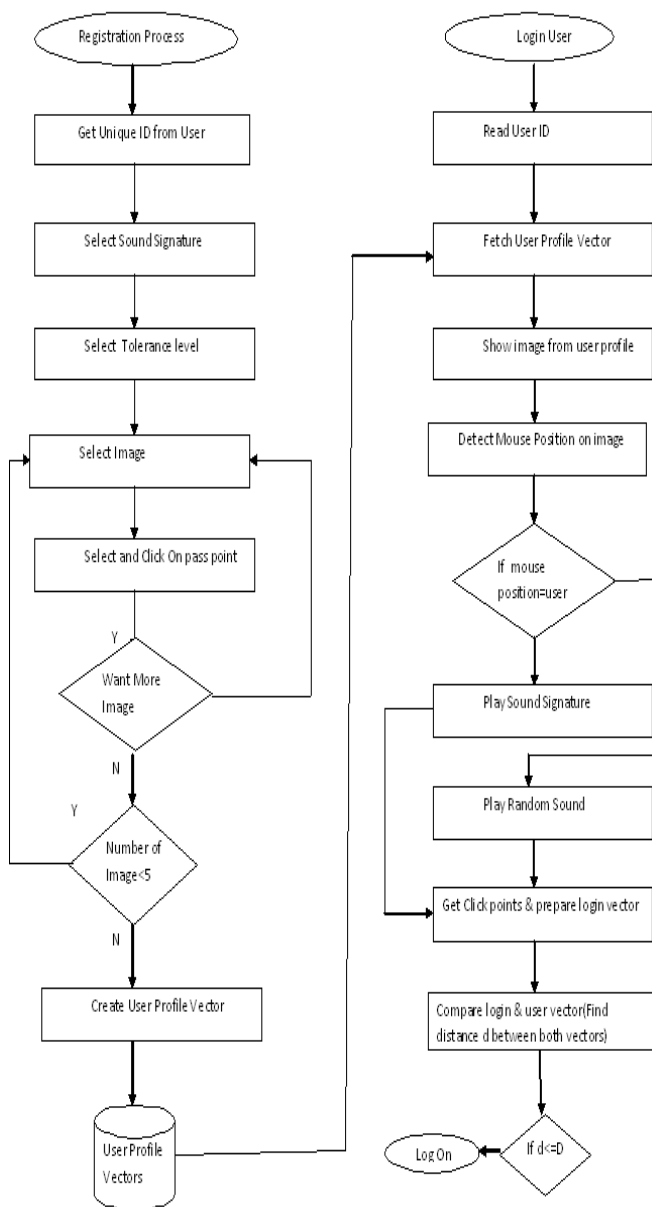 Registration Process
Get Unique ID from User
Select Sound Signature
Select Tolerance level
Select Image
Select and Click On pass point
Y
Want More
Image
N
Y
Number of
Image<5
N
Create User Profile Vector
User Profile
Vectors
Login User
Read User ID
Fetch User Profile Vector
Show image from user profile
Detect Mouse Position on image
If mouse
position=user
Play Sound Signature
Play Random Sound
Get Click points & prepare login vector
Compare login & user vector(Find
distance d between both vectors)
If d<=D
Log On